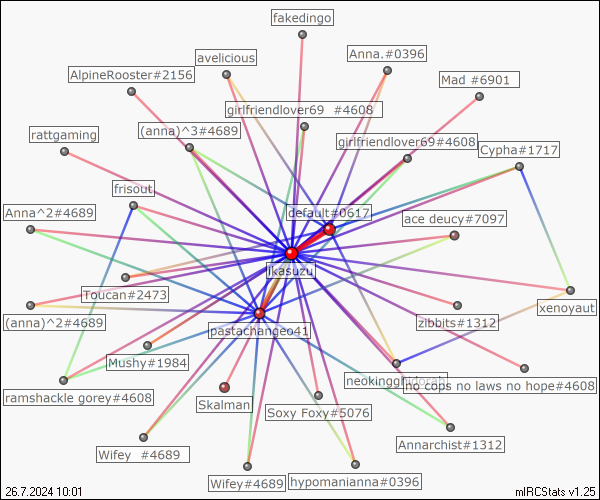 fakedingo
avelicious
Anna.#0396
AlpineRooster#2156
Mad #6901
girlfriendlover69 #4608
rattgaming
(anna)^3#4689
girlfriendlover69#4608
Cypha#1717
frisout
Anna^2#4689
default#0617
ace deucy#7097
jkasuzu
Toucan#2473
xenoyaut
(anna)^2#4689
zibbits#1312
pastachangeo41
Mushy#1984
neokingghidorah
no cops no laws no hope#4608
ramshackle gorey#4608
Skalman
Soxy Foxy#5076
Annarchist#1312
Wifey #4689
Wifey#4689
hypomanianna#0396
26.7.2024 10:01
mIRCStats v1.25